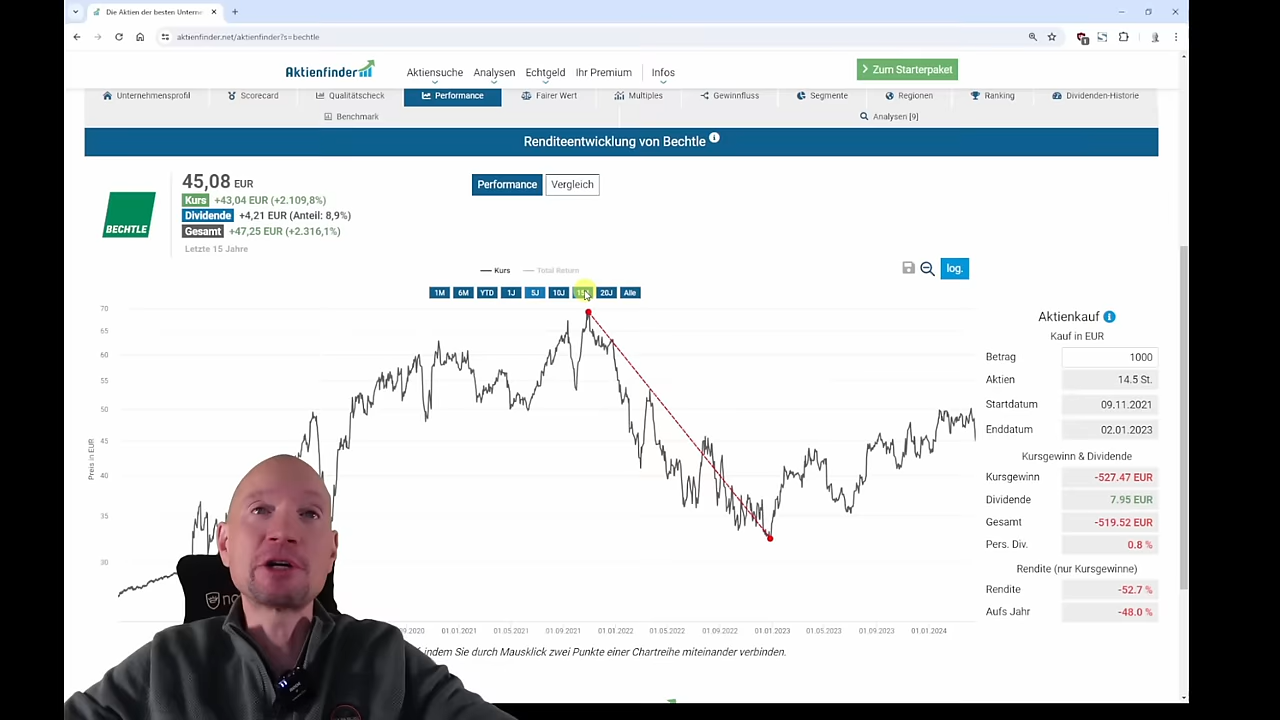 Die Aktien der besten Unterne
aktienfinder.net/aktienfinder?s=bechtle
Aktienfinder
Aktiensuche
Analysen
Echtgeld
Ihr Premium
Infos
Zum Starterpaket
Unternehmensprofil
Scorecard
Qualitätscheck
Performance
Fairer Wert
Multiples
Gewinnfluss
Segmente
Regionen
Ranking
Dividenden-Historie
Benchmark
Analysen [9]
Renditeentwicklung von Bechtle
45,08 EUR
Performance
Vergleich
Kurs +43,04 EUR (+2.109,8%)
Dividende +4,21 EUR (Anteil: 8,9%)
BECHTLE
Gesamt +47,25 EUR (+2.316,1%)
Letzte 15 Jahre
Kurs
Total Return
log.
1M 6M YTD 1J 5J 10J 20J Alle
70
65
60
55
50
45
40
35
30
Preis in EUR
Aktienkauf
Kauf in EUR
Betrag 1000
Aktien 14.5 St.
Startdatum 09.11.2021
Enddatum 02.01.2023
Kursgewinn & Dividende
Kursgewinn -527.47 EUR
Dividende 7.95 EUR
Gesamt -519.52 EUR
Pers. Div. 0.8 %
Rendite (nur Kursgewinne)
Rendite -52.7 %
Aufs Jahr -48.0 %
.09.2020 01.01.2021 01.05.2021 01.09.2021 01.01.2022 01.05.2022 01.09.2022 01.01.2023 01.05.2023 01.09.2023 01.01.2024
indem Sie durch Mausklick zwei Punkte einer Chartreihe miteinander verbinden.